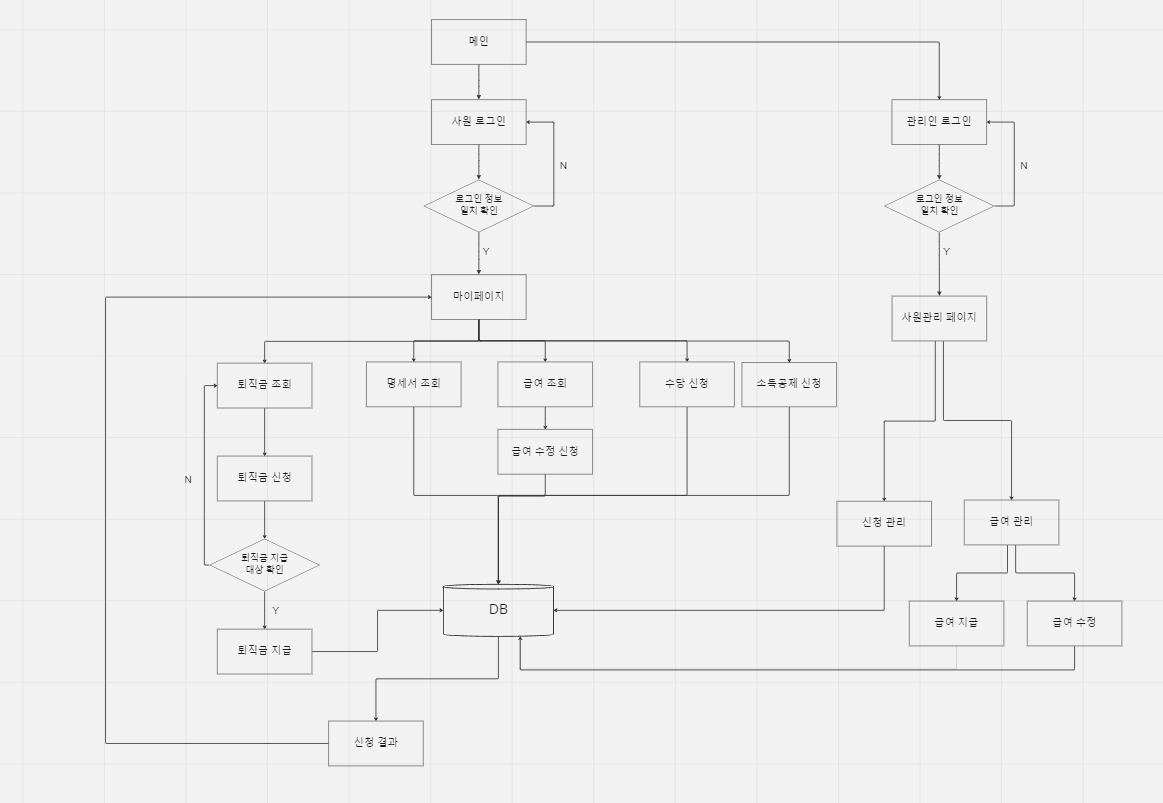 메인
사원 로그인
관리인 로그인
N
N
로그인 정보
일치 확인
로그인 정보
일치 확인
Y
Y
마이페이지
사원관리 페이지
퇴직금 조회
명세서 조회
급여 조회
수당 신청
소득공제 신청
급여 수정 신청
퇴직금 신청
N
신청 관리
급여 관리
퇴직금 지급
대상 확인
Y
DB
급여 지급
급여 수정
퇴직금 지급
신청 결과